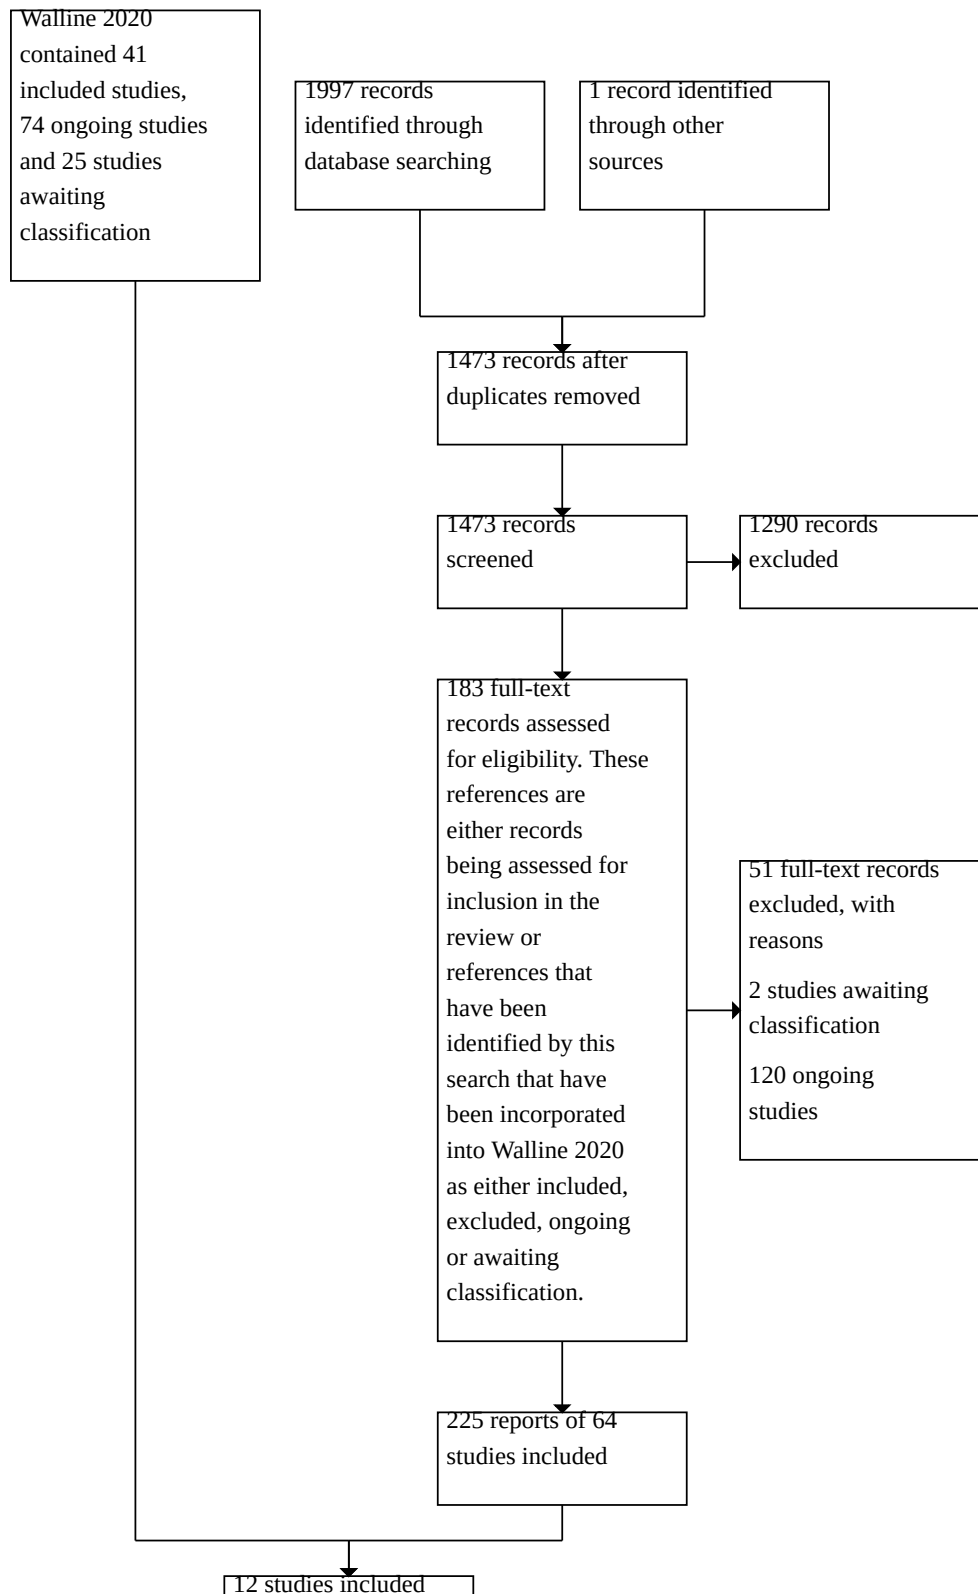 Walline 2020
contained 41
included studies,
74 ongoing studies
and 25 studies
awaiting
classification
1997 records
identified through
database searching
1 record identified
through other
sources
1473 records after
duplicates removed
1473 records
screened
1290 records
excluded
183 full-text
records assessed
for eligibility. These
references are
either records
being assessed for
inclusion in the
review or
references that
have been
identified by this
search that have
been incorporated
into Walline 2020
as either included,
excluded, ongoing
or awaiting
classification.
51 full-text records
excluded, with
reasons
2 studies awaiting
classification
120 ongoing
studies
225 reports of 64
studies included
12 studies included